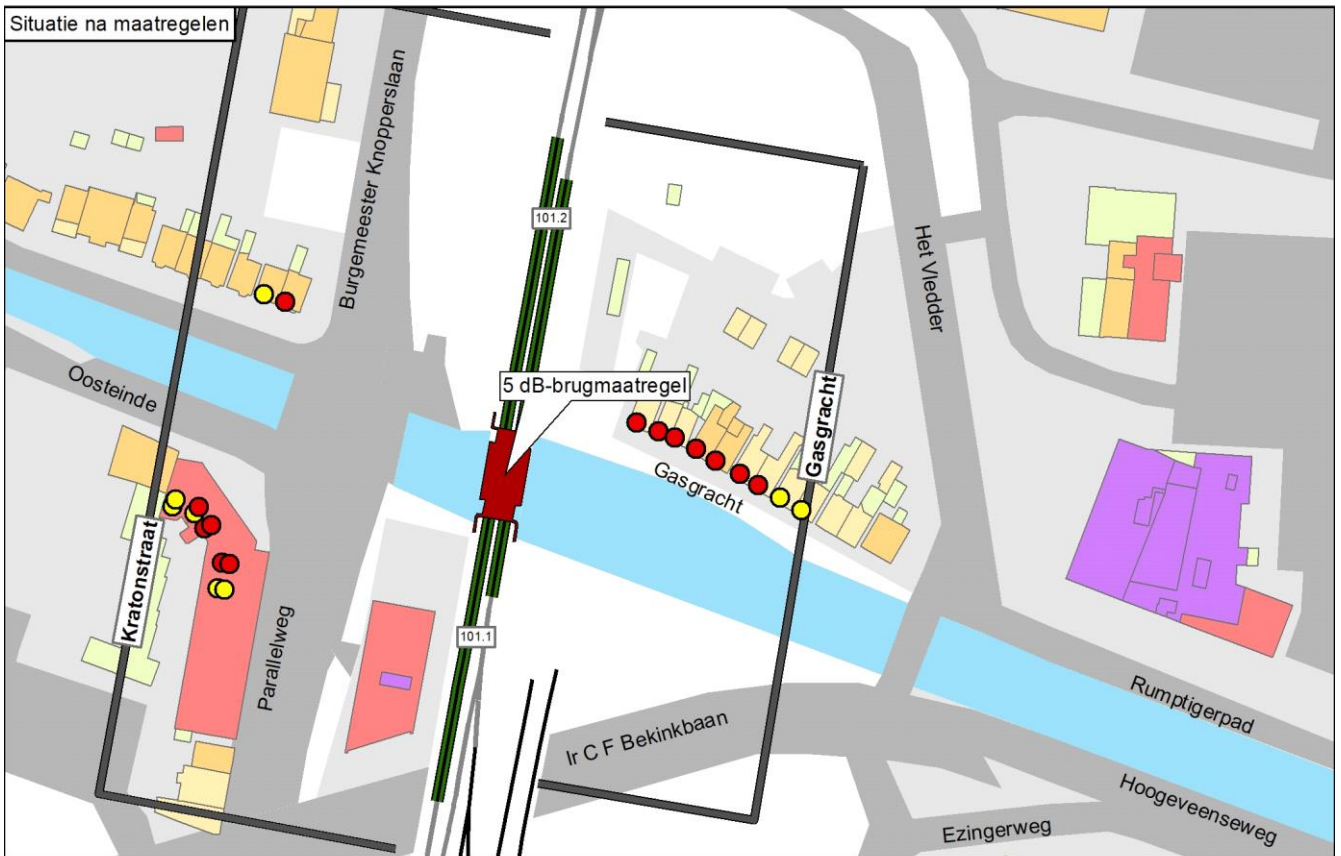 Situatie na maatregelen
Burgemeester Knopperslaan
101.2
Het Vledder
Oosteinde
5 dB-brugmaatregel
Gasgracht
Gasgracht
Kratonstraat
Parallelweg
101.1
Ir C F Bekinkbaan
Rumptigerpad
Hoogeveenseweg
Ezingerweg